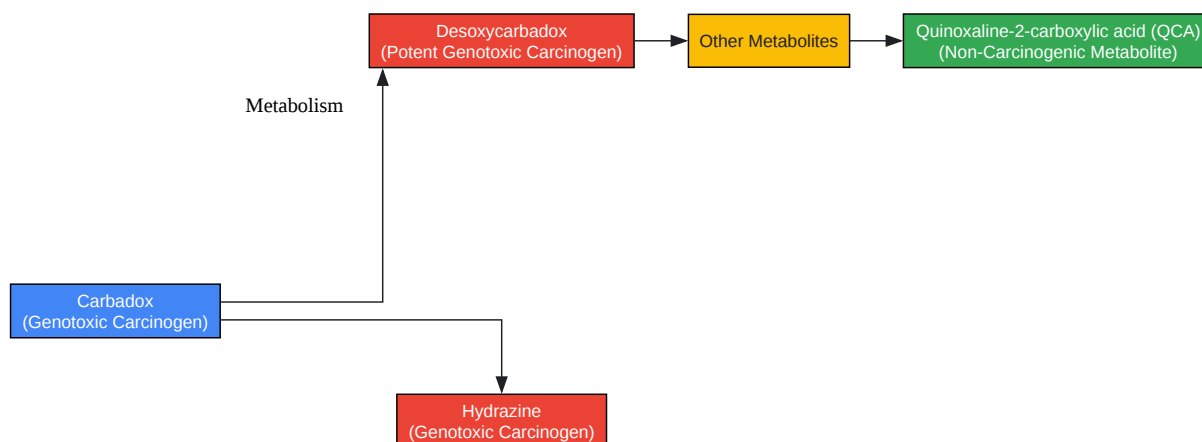 Desoxycarbadox
(Potent Genotoxic Carcinogen)
Other Metabolites
Quinoxaline-2-carboxylic acid (QCA)
(Non-Carcinogenic Metabolite)
Metabolism
Carbadox
(Genotoxic Carcinogen)
Hydrazine
(Genotoxic Carcinogen)